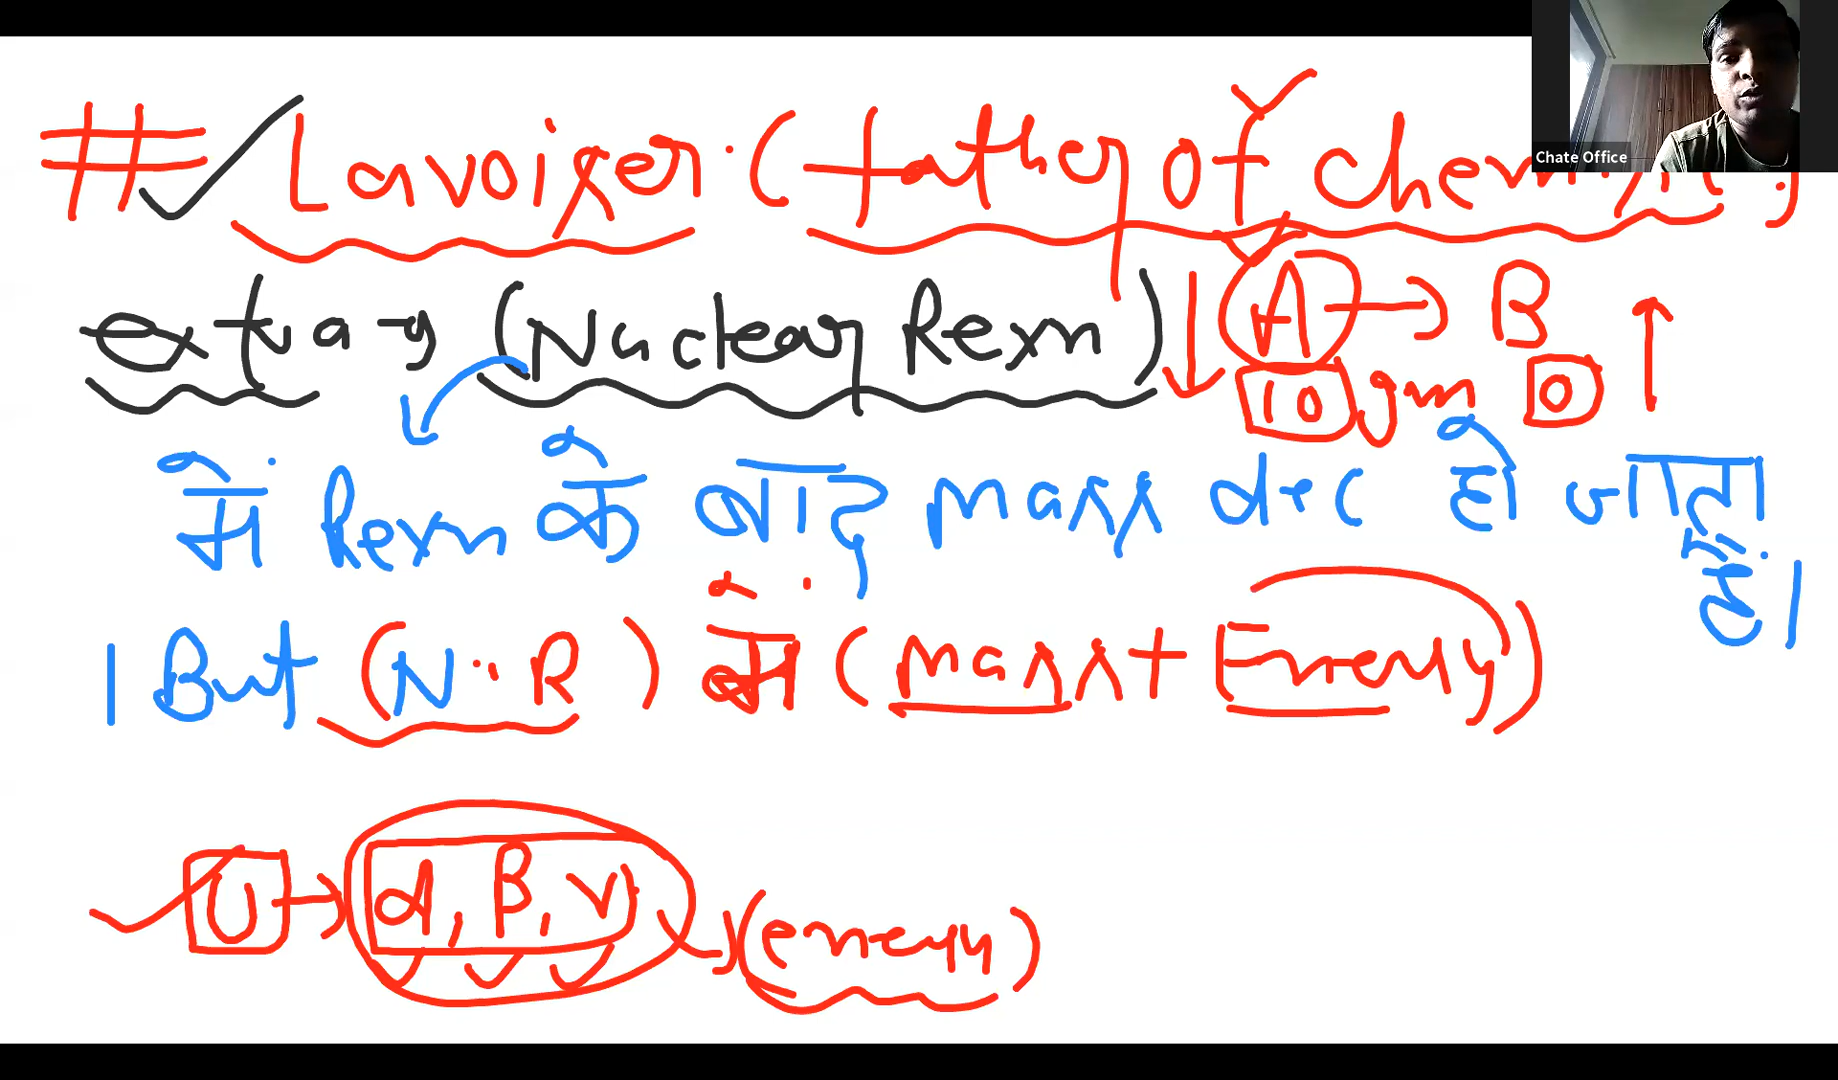 Chate Office
# Lavoiser. (father of chemistry)
extra → (Nuclear Rexn) ↓ A → B ↑
10 gm 0
में Rexn के बाद mass dec हो जाता
है।
| But (N.R) में (mass + Energy)
U → α, β, γ → (energy)